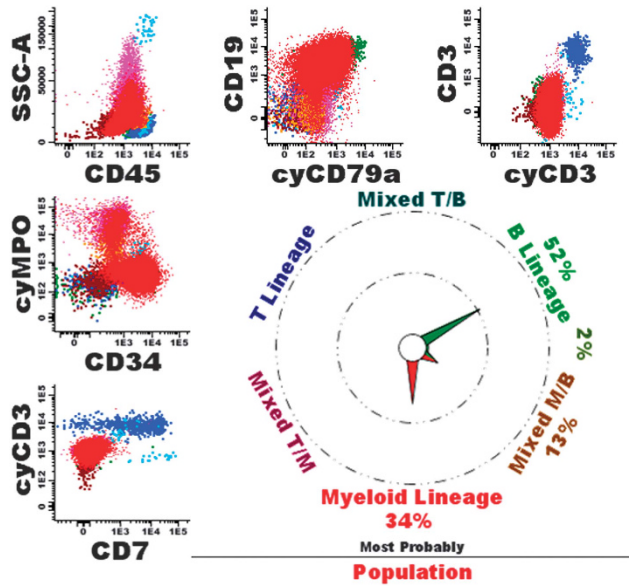 SSC-A
150000
50000
0
0 1E2 1E3 1E4 1E5
CD45
CD19
1E5
1E4
1E3
0
0 1E3 1E4 1E5
cyCD79a
CD3
1E4
1E3
0
0 1E2 1E3 1E4 1E5
cyCD3
cyMPO
1E5
1E4
1E3
1E2
0
0 1E3 1E4 1E5
CD34
cyCD3
1E5
1E4
1E3
1E2
0
0 1E3 1E4 1E5
CD7
Mixed T/B
52%
B Lineage
2%
Mixed M/B
13%
Myeloid Lineage
34%
Mixed T/M
T Lineage
Most Probably
Population